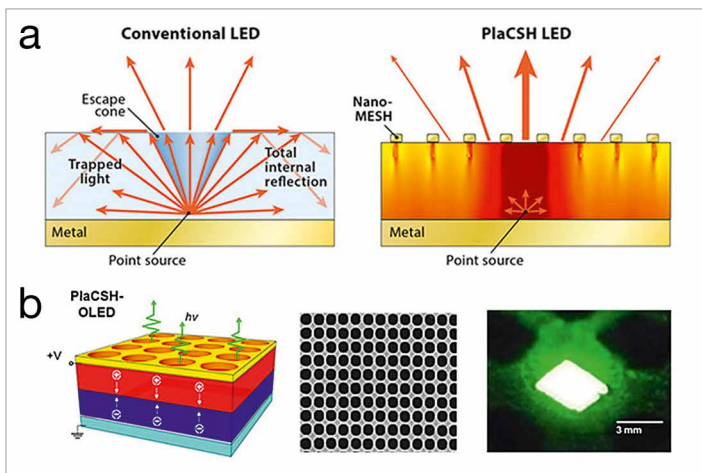 a
Conventional LED
PlaCSH LED
Escape
cone
Nano-
MESH
Trapped
light
Total
internal
reflection
Metal
Metal
Point source
Point source
b
PlaCSH-
OLED
hv
+V
3 mm